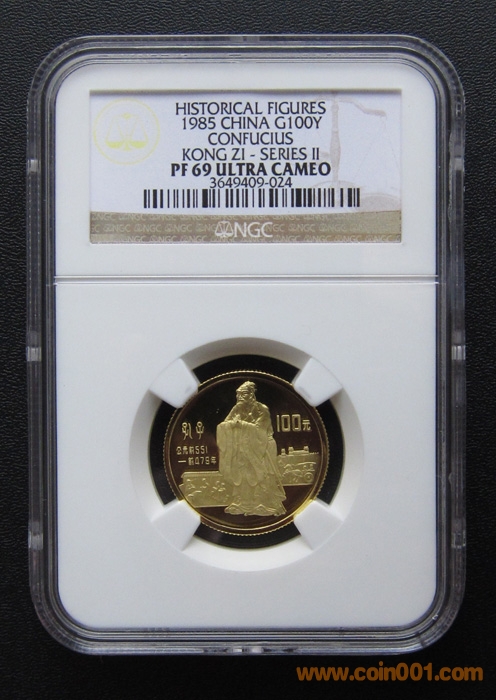 HISTORICAL FIGURES
1985 CHINA G100Y
CONFUCIUS
KONG ZI - SERIES II
PF 69 ULTRA CAMEO
3649409-024
NGC
100元
孔子
公元前551
—前479年
www.coin001.com